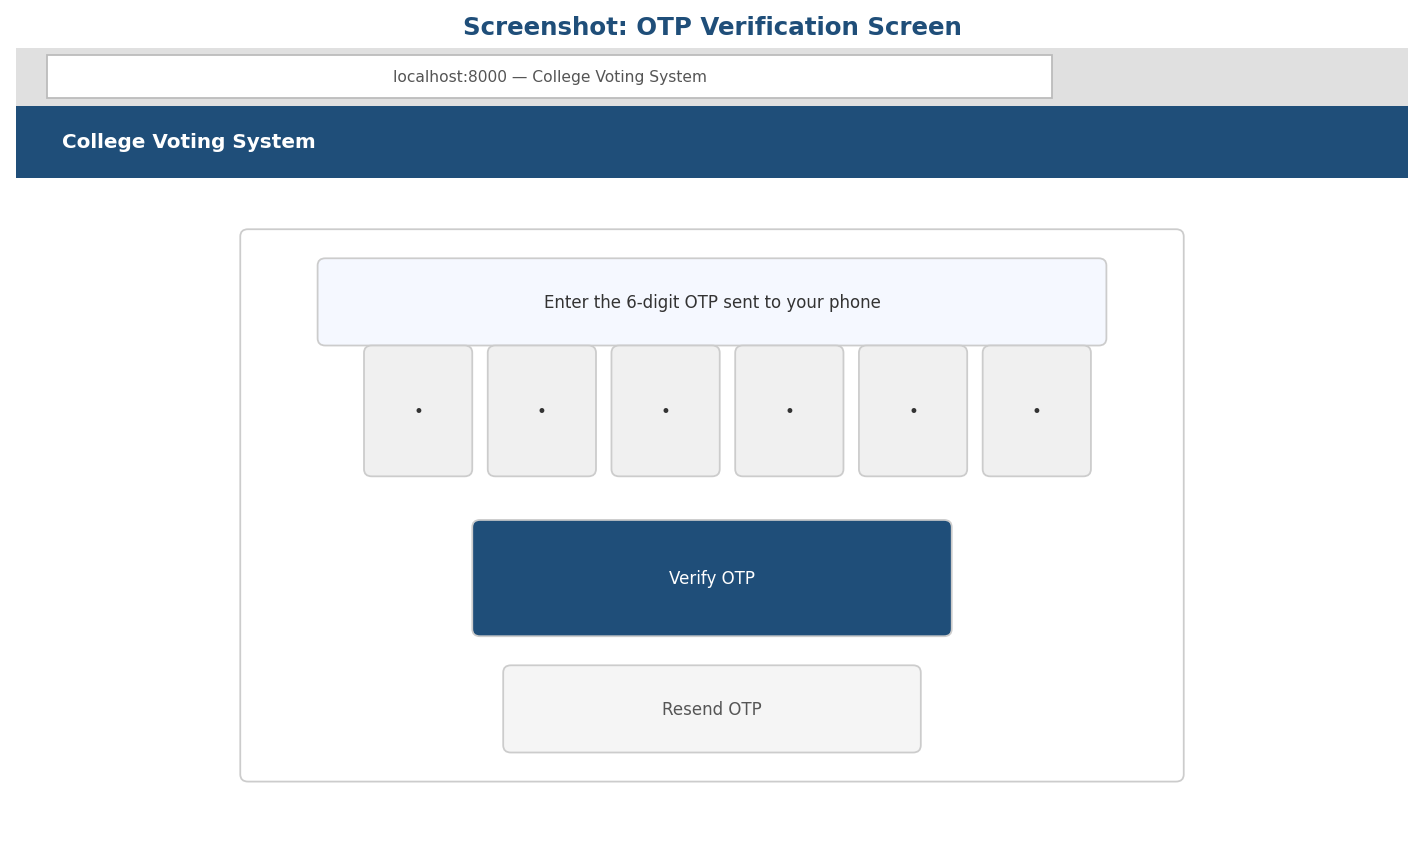 Screenshot: OTP Verification Screen
localhost:8000 — College Voting System
College Voting System
Enter the 6-digit OTP sent to your phone
• • • • • •
Verify OTP
Resend OTP